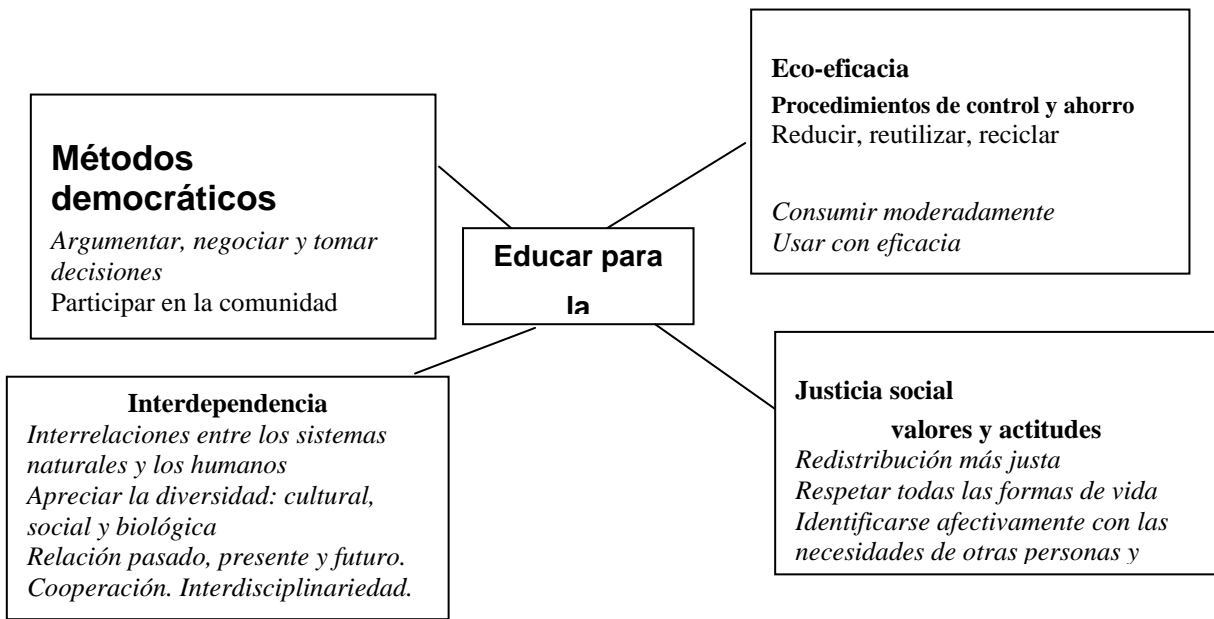 Métodos
democráticos
Argumentar, negociar y tomar
decisiones
Participar en la comunidad
Eco-eficacia
Procedimientos de control y ahorro
Reducir, reutilizar, reciclar
Consumir moderadamente
Usar con eficacia
Educar para
la
Interdependencia
Interrelaciones entre los sistemas
naturales y los humanos
Apreciar la diversidad: cultural,
social y biológica
Relación pasado, presente y futuro.
Cooperación. Interdisciplinariedad.
Justicia social
valores y actitudes
Redistribución más justa
Respetar todas las formas de vida
Identificarse afectivamente con las
necesidades de otras personas y